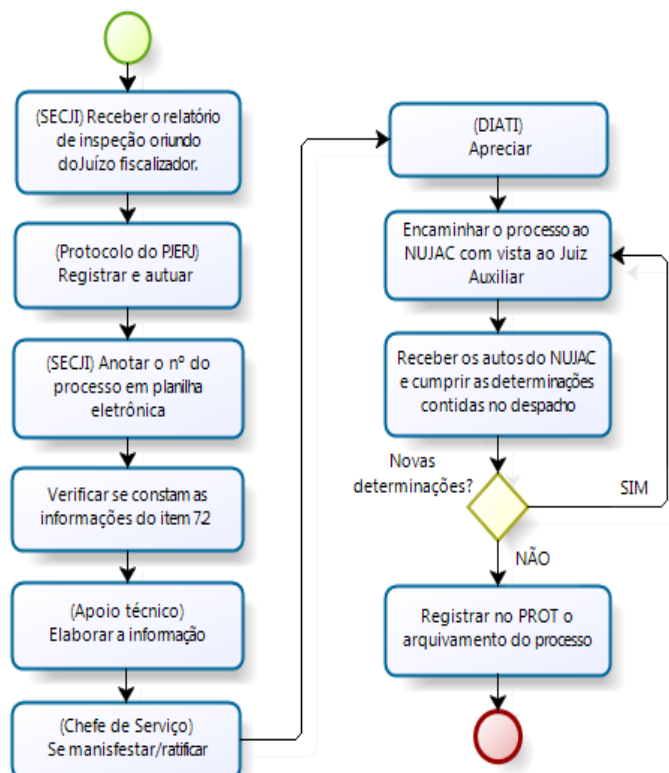 (SECJI) Receber o relatório
de inspeção oriundo
doJuízo fiscalizador.
(Protocolo do PJERJ)
Registrar e autuar
(SECJI) Anotar o nº do
processo em planilha
eletrônica
Verificar se constam as
informações do item 7.2
(Apoio técnico)
Elaborar a informação
(Chefe de Serviço)
Se manisfestar/ratificar
(DIATI)
Apreciar
Encaminhar o processo ao
NUJAC com vista ao Juiz
Auxiliar
Receber os autos do NUJAC
e cumprir as determinações
contidas no despacho
Novas
determinações?
SIM
NÃO
Registrar no PROT o
arquivamento do processo